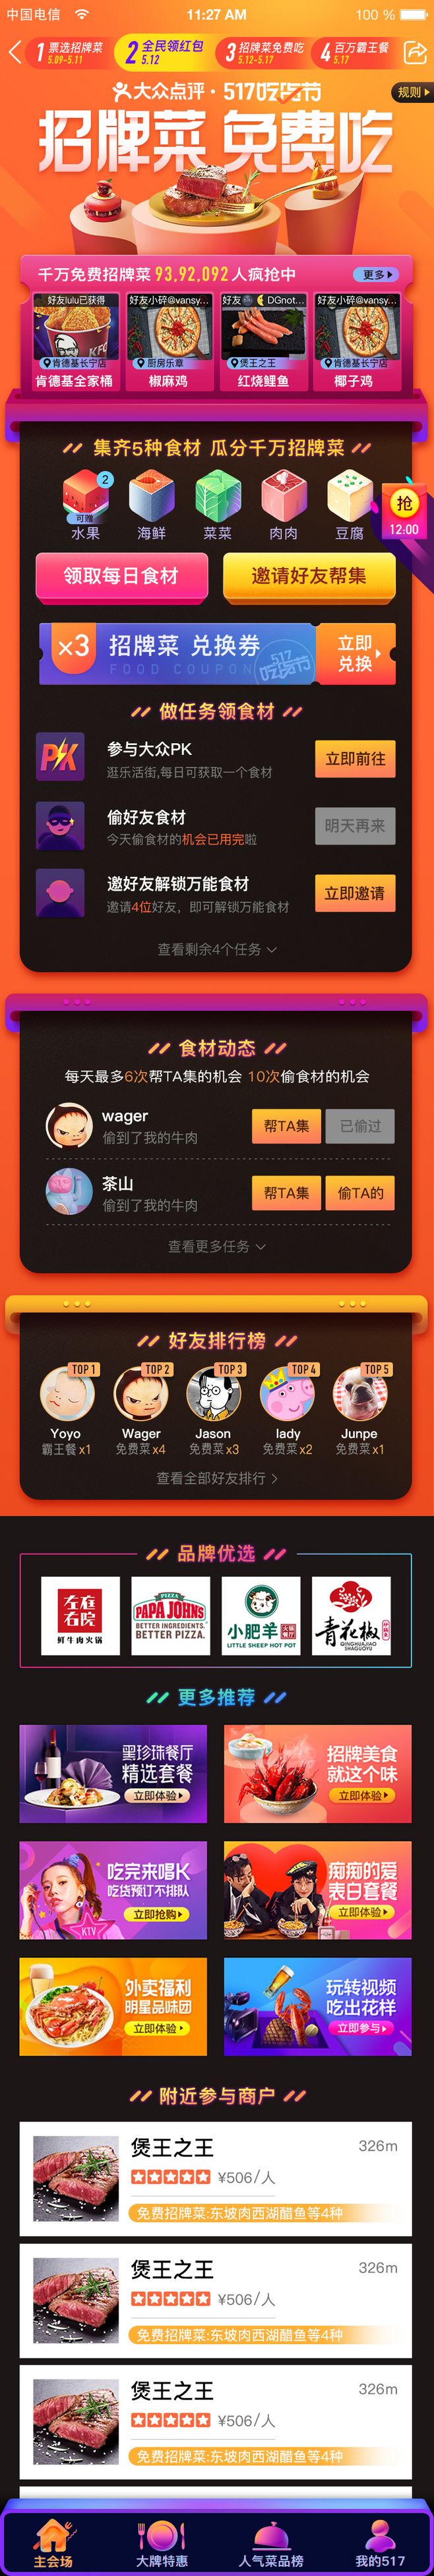 中国电信 11:27 AM 100 %
1 票选招牌菜 5.09-5.11
2 全民领红包 5.12
3 招牌菜免费吃 5.12-5.17
4 百万霸王餐 5.17
大众点评·517吃货节
规则
招牌菜 免费吃
千万免费招牌菜 93,92,092人疯抢中 更多
好友lulu已获得 好友小碎@vansy... 好友 DGnot... 好友小碎@vansy...
KFC
肯德基长宁店 厨房乐章 煲王之王 肯德基长宁店
肯德基全家桶 椒麻鸡 红烧鲤鱼 椰子鸡
集齐5种食材 瓜分千万招牌菜
2
可赠
水果 海鲜 菜菜 肉肉 豆腐
抢
12:00
领取每日食材 邀请好友帮集
x3 招牌菜 兑换券
FOOD COUPON
517吃货节
立即兑换
做任务领食材
PK
参与大众PK
逛乐活街,每日可获取一个食材
立即前往
偷好友食材
今天偷食材的机会已用完啦
明天再来
邀好友解锁万能食材
邀请4位好友，即可解锁万能食材
立即邀请
查看剩余4个任务
食材动态
每天最多6次帮TA集的机会 10次偷食材的机会
wager
偷到了我的牛肉
帮TA集 已偷过
茶山
偷到了我的牛肉
帮TA集 偷TA的
查看更多任务
好友排行榜
TOP 1 TOP 2 TOP 3 TOP 4 TOP 5
Yoyo Wager Jason lady Junpe
霸王餐x1 免费菜x4 免费菜x3 免费菜x2 免费菜x1
查看全部好友排行
品牌优选
左庭右院
鲜牛肉火锅
PIZZA
PAPA JOHNS
BETTER INGREDIENTS.
BETTER PIZZA.
小肥羊
LITTLE SHEEP HOT POT
青花椒
QINGHUAJIAO
SHAGUOYU
更多推荐
黑珍珠餐厅
精选套餐
立即体验
招牌美食
就这个味
立即体验
吃完来唱K
吃货预订不排队
立即抢购
KTV
痴痴的爱
表白套餐
立即体验
外卖福利
明星品味团
立即体验
玩转视频
吃出花样
立即参与
附近参与商户
煲王之王 326m
¥506/人
免费招牌菜:东坡肉西湖醋鱼等4种
煲王之王 326m
¥506/人
免费招牌菜:东坡肉西湖醋鱼等4种
煲王之王 326m
¥506/人
免费招牌菜:东坡肉西湖醋鱼等4种
主会场 大牌特惠 人气菜品榜 我的517